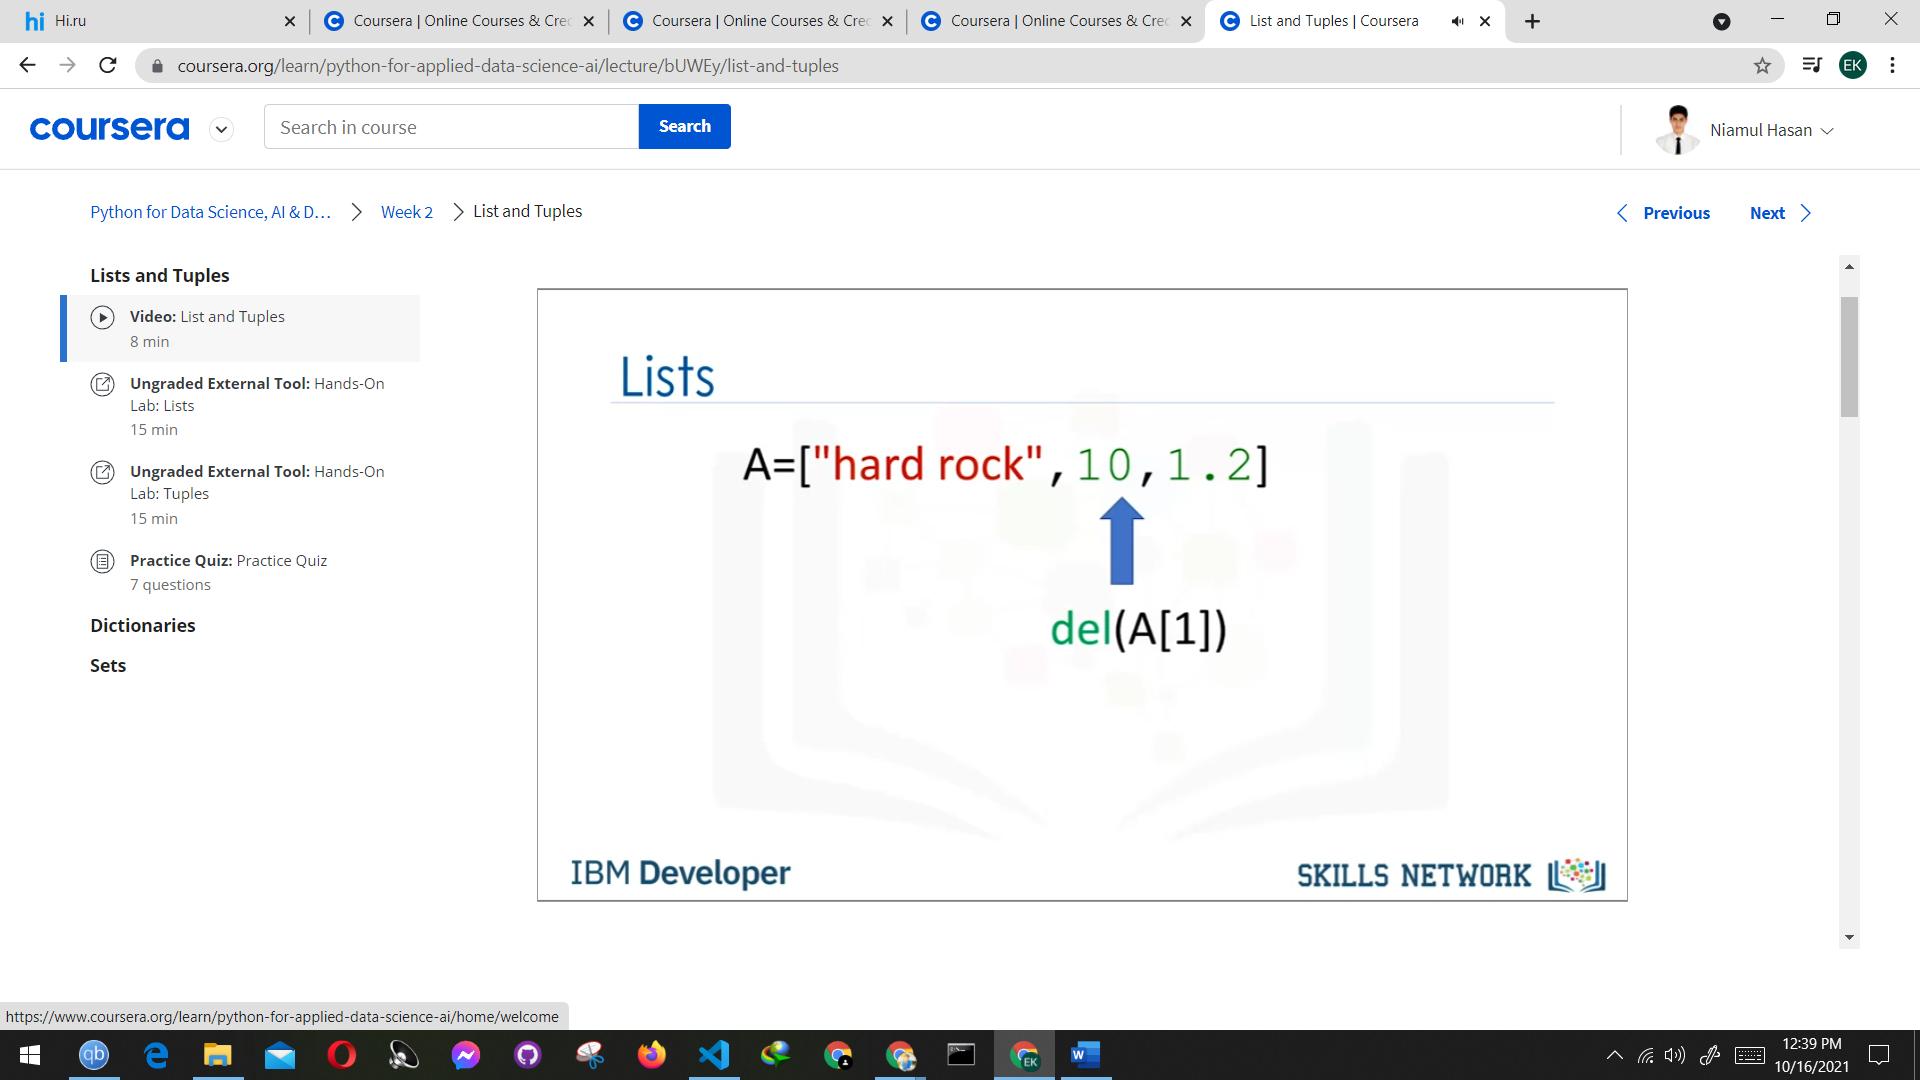 Hi.ru
Coursera | Online Courses & Cre
Coursera | Online Courses & Cre
Coursera | Online Courses & Cre
List and Tuples | Coursera
coursera.org/learn/python-for-applied-data-science-ai/lecture/bUWEy/list-and-tuples
EK
coursera
Search in course
Search
Niamul Hasan
Python for Data Science, AI & D...
Week 2
List and Tuples
Previous
Next
Lists and Tuples
Video: List and Tuples
8 min
Ungraded External Tool: Hands-On
Lab: Lists
15 min
Ungraded External Tool: Hands-On
Lab: Tuples
15 min
Practice Quiz: Practice Quiz
7 questions
Dictionaries
Sets
Lists
A=["hard rock",10,1.2]
del(A[1])
IBM Developer
SKILLS NETWORK
https://www.coursera.org/learn/python-for-applied-data-science-ai/home/welcome
12:39 PM
10/16/2021